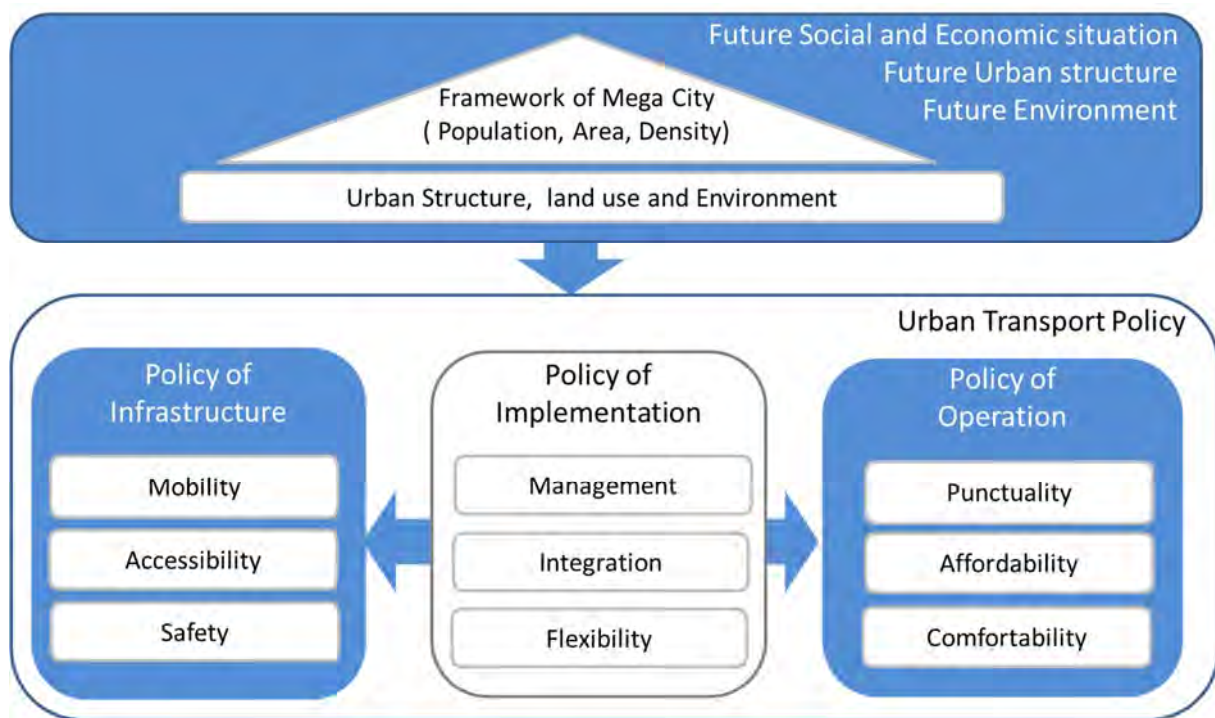 Future Social and Economic situation
Future Urban structure
Future Environment
Framework of Mega City
( Population, Area, Density)
Urban Structure, land use and Environment
Urban Transport Policy
Policy of
Infrastructure
Mobility
Accessibility
Safety
Policy of
Implementation
Management
Integration
Flexibility
Policy of
Operation
Punctuality
Affordability
Comfortability